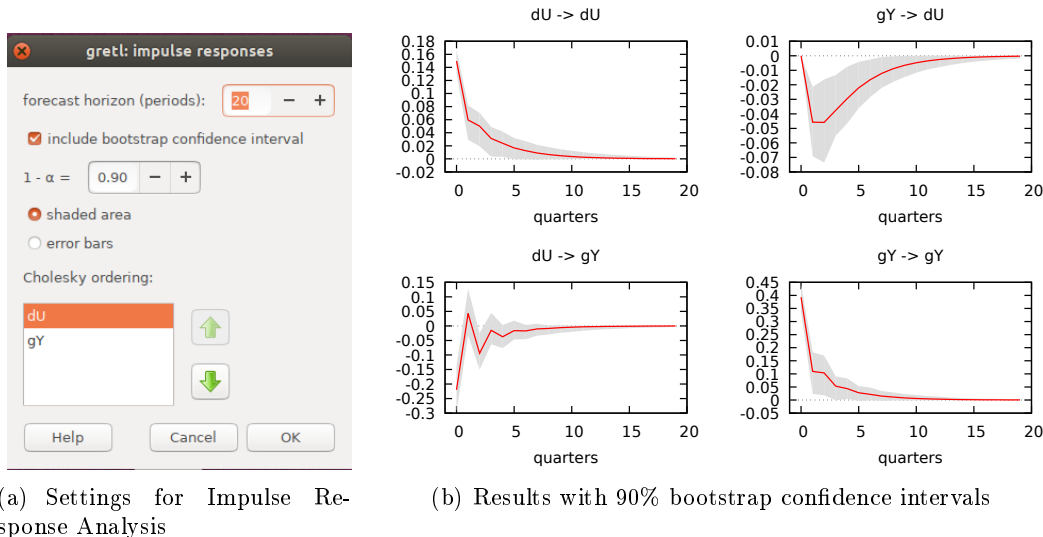 gretl: impulse responses
forecast horizon (periods): 20 − +
include bootstrap confidence interval
1 - α = 0.90 − +
shaded area
error bars
Cholesky ordering:
dU
gY
Help Cancel OK
(a) Settings for Impulse Re-
sponse Analysis
dU -> dU
0.18
0.16
0.14
0.12
0.1
0.08
0.06
0.04
0.02
0
-0.02
0 5 10 15 20
quarters
gY -> dU
0.01
0
-0.01
-0.02
-0.03
-0.04
-0.05
-0.06
-0.07
-0.08
0 5 10 15 20
quarters
dU -> gY
0.15
0.1
0.05
0
-0.05
-0.1
-0.15
-0.2
-0.25
-0.3
0 5 10 15 20
quarters
gY -> gY
0.45
0.4
0.35
0.3
0.25
0.2
0.15
0.1
0.05
0
-0.05
0 5 10 15 20
quarters
(b) Results with 90% bootstrap confidence intervals